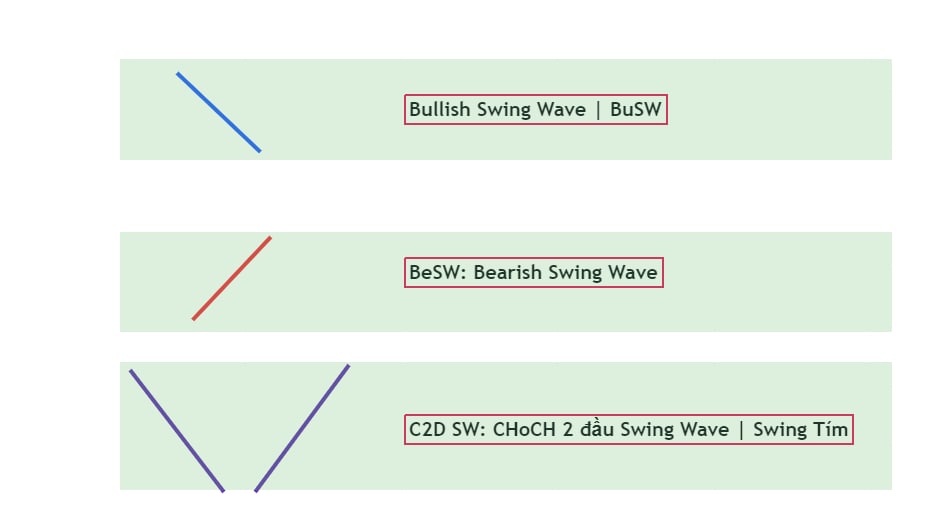 Bullish Swing Wave | BuSW
BeSW: Bearish Swing Wave
C2D SW: CHoCH 2 đầu Swing Wave | Swing Tím